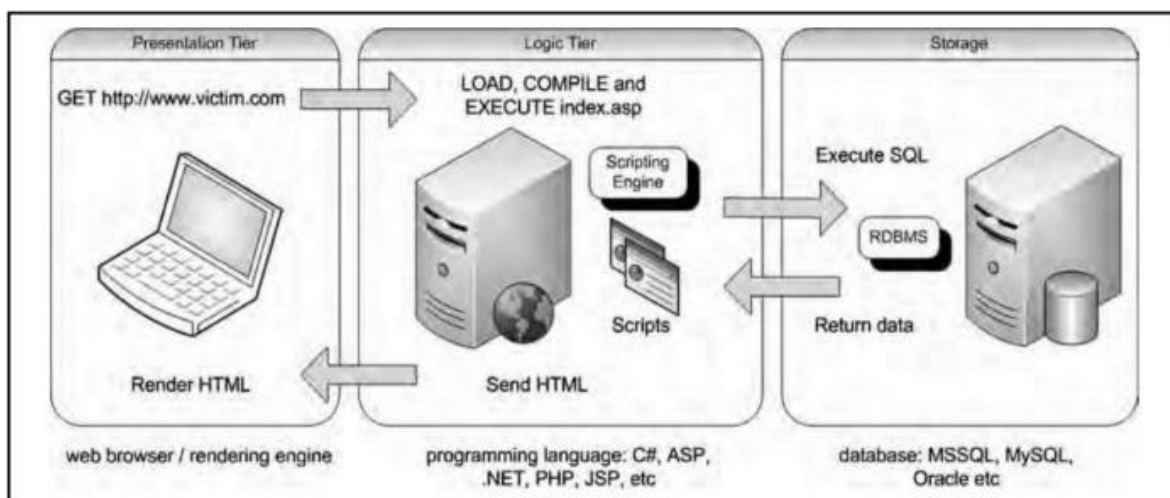 Presentation Tier
GET http://www.victim.com
Render HTML
web browser / rendering engine
Logic Tier
LOAD, COMPILE and
EXECUTE index.asp
Scripting
Engine
Scripts
Send HTML
programming language: C#, ASP,
.NET, PHP, JSP, etc
Storage
Execute SQL
RDBMS
Return data
database: MSSQL, MySQL,
Oracle etc